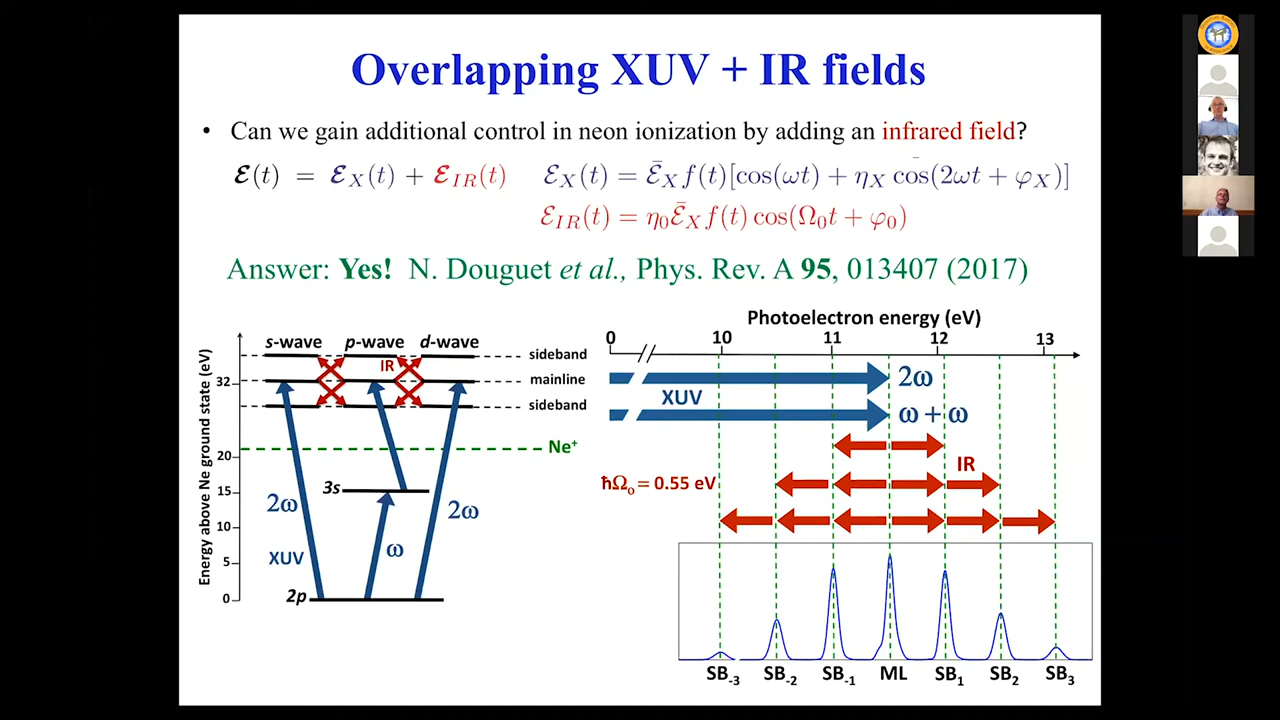 Overlapping XUV + IR fields
• Can we gain additional control in neon ionization by adding an infrared field?
𝓔(t) = 𝓔_X(t) + 𝓔_IR(t)   ℰ_X(t) = ℰ̄_X f(t)[cos(ωt) + η_X cos(2ωt + φ_X)]
ℰ_IR(t) = η₀ℰ̄_X f(t) cos(Ω₀t + φ₀)
Answer: Yes! N. Douguet et al., Phys. Rev. A 95, 013407 (2017)
Energy above Ne ground state (eV)
s-wave p-wave d-wave
sideband
IR
32 mainline
sideband
Ne⁺
20
3s
15
2ω 2ω
10
ω
XUV
5
2p
0
Photoelectron energy (eV)
0 10 11 12 13
2ω
XUV
ω + ω
IR
ħΩ₀ = 0.55 eV
SB₋₃ SB₋₂ SB₋₁ ML SB₁ SB₂ SB₃